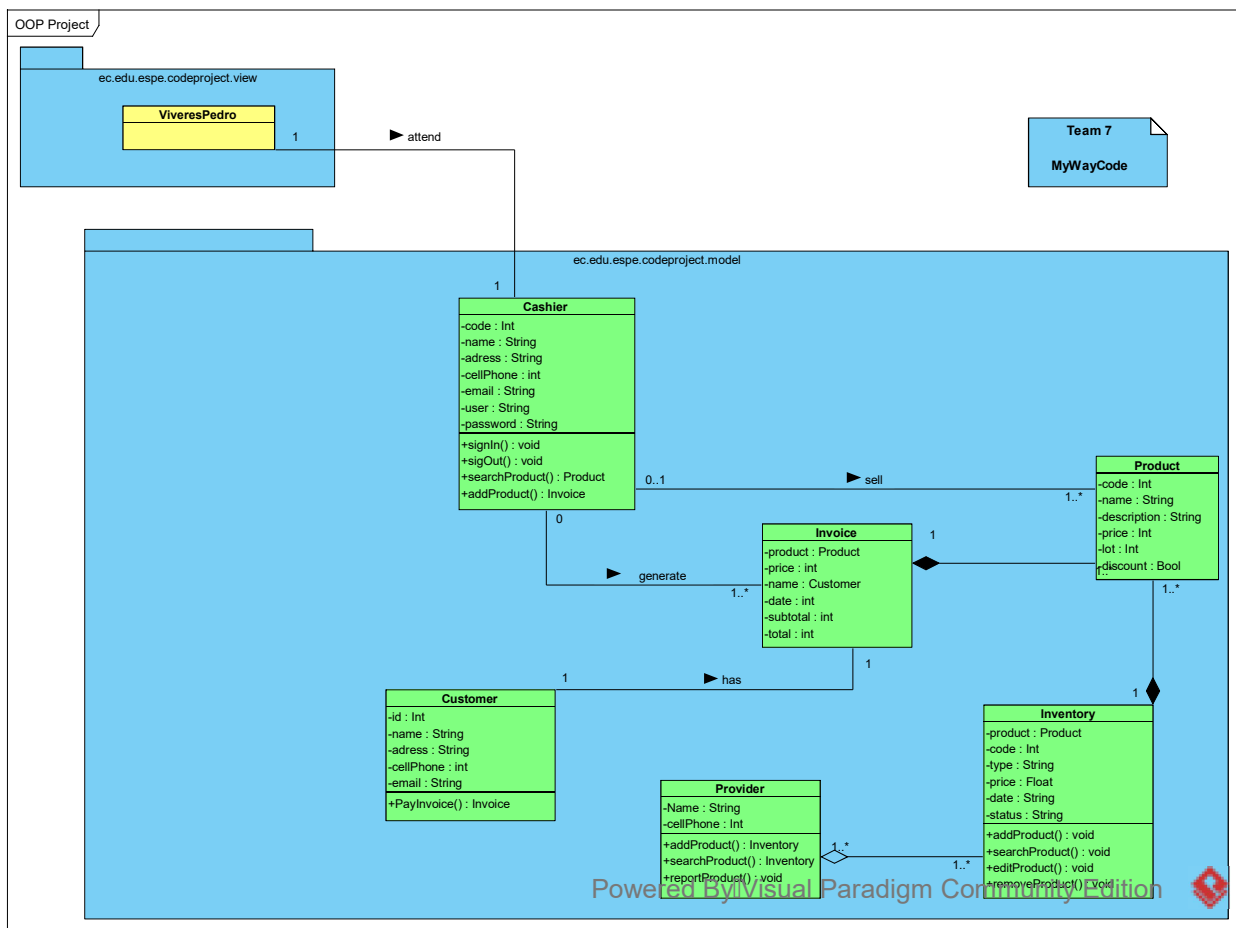 OOP Project
ec.edu.espe.codeproject.view
ViveresPedro
1
attend
Team 7
MyWayCode
ec.edu.espe.codeproject.model
1
Cashier
-code : Int
-name : String
-adress : String
-cellPhone : int
-email : String
-user : String
-password : String
+signIn() : void
+sigOut() : void
+searchProduct() : Product
+addProduct() : Invoice
0..1
sell
1..*
Product
-code : Int
-name : String
-description : String
-price : Int
-lot : Int
-discount : Bool
0
generate
1..*
Invoice
-product : Product
-price : int
-name : Customer
-date : int
-subtotal : int
-total : int
1
1..*
1..*
1
has
1
Customer
-id : Int
-name : String
-adress : String
-cellPhone : int
-email : String
+PayInvoice() : Invoice
1
Inventory
-product : Product
-code : Int
-type : String
-price : Float
-date : String
-status : String
+addProduct() : void
+searchProduct() : void
+editProduct() : void
+removeProduct() : void
Provider
-Name : String
-cellPhone : Int
+addProduct() : Inventory
+searchProduct() : Inventory
+reportProduct() : void
1..*
1..*
Powered By Visual Paradigm Community Edition